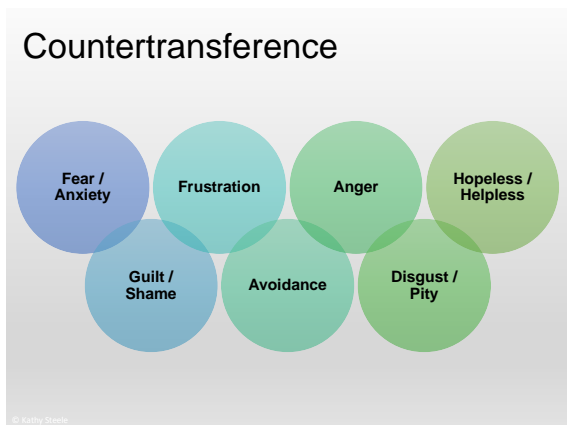 Countertransference
Fear /
Anxiety
Frustration
Anger
Hopeless /
Helpless
Guilt /
Shame
Avoidance
Disgust /
Pity
© Kathy Steele